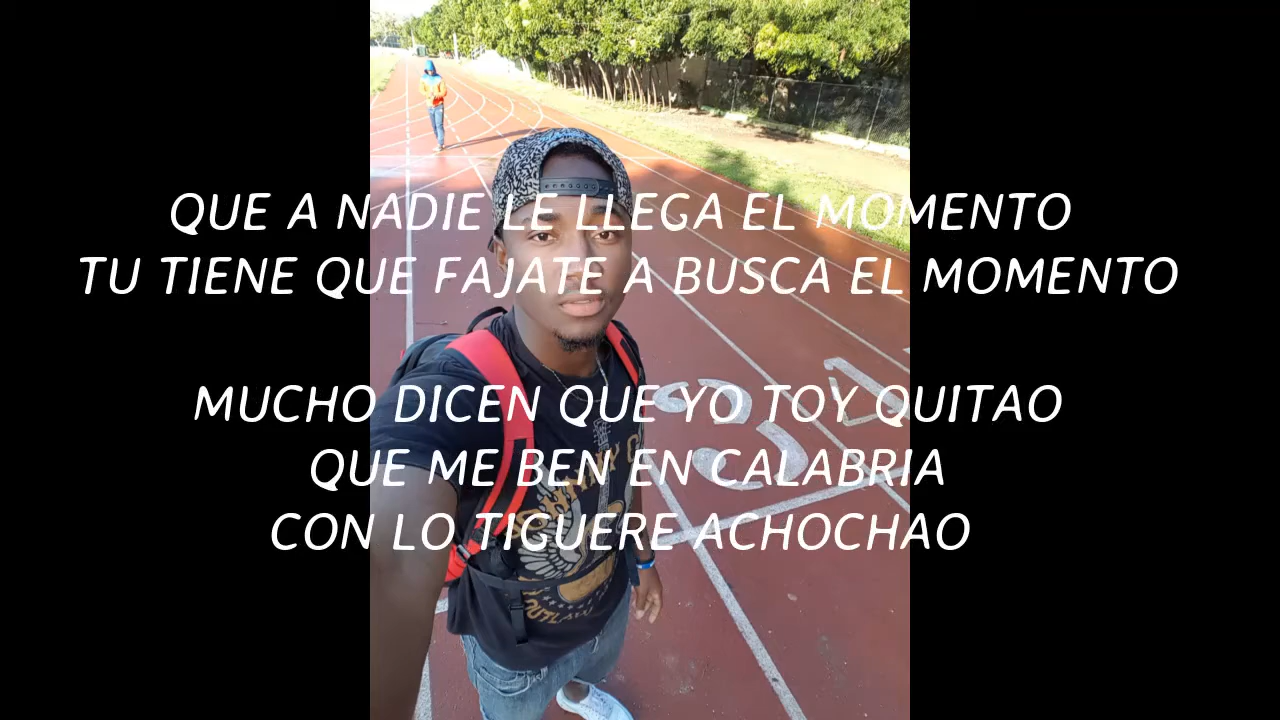 QUE A NADIE LE LLEGA EL MOMENTO
TU TIENE QUE FAJATE A BUSCA EL MOMENTO
MUCHO DICEN QUE YO TOY QUITAO
QUE ME BEN EN CALABRIA
CON LO TIGUERE ACHOCHAO
OUTLAW